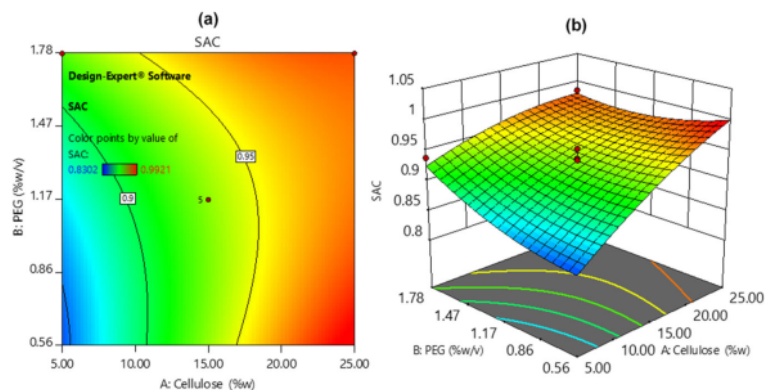 (a)
SAC
1.78
1.47
1.17
0.86
0.56
B: PEG (%w/v)
Design-Expert® Software
SAC
Color points by value of
SAC:
0.8302 0.9921
0.95
0.9
5
5.00 10.00 15.00 20.00 25.00
A: Cellulose (%w)
(b)
1.05
1
0.95
0.9
0.85
0.8
SAC
1.78
1.47
1.17
0.86
0.56
B: PEG (%w/v)
25.00
20.00
15.00
10.00
5.00
A: Cellulose (%w)